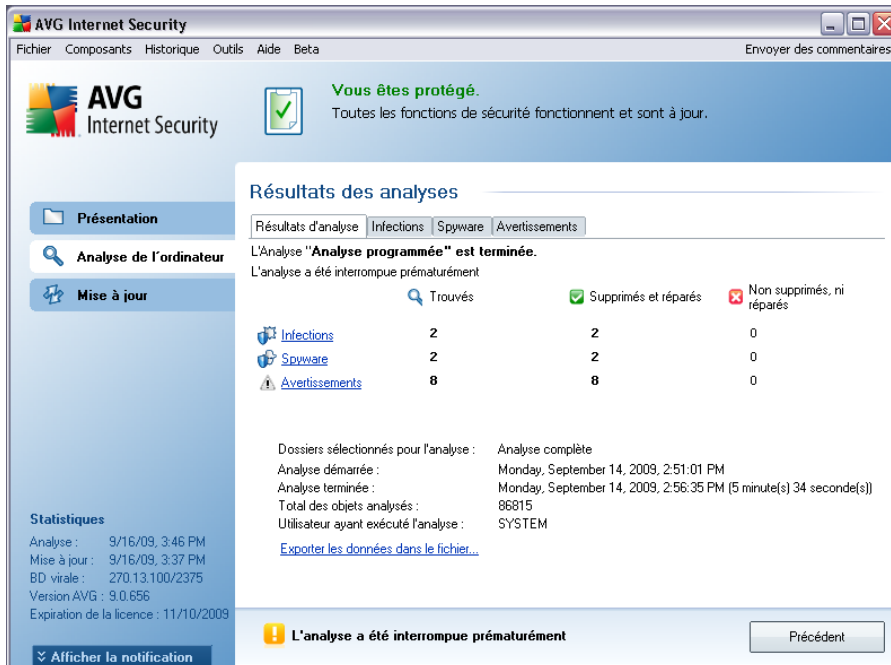 AVG Internet Security
Fichier Composants Historique Outils Aide Beta Envoyer des commentaires
AVG
Internet Security
Vous êtes protégé.
Toutes les fonctions de sécurité fonctionnent et sont à jour.
Présentation
Analyse de l´ordinateur
Mise à jour
Résultats des analyses
Résultats d'analyse Infections Spyware Avertissements
L'Analyse "Analyse programmée" est terminée.
L'analyse a été interrompue prématurément
Trouvés Supprimés et réparés Non supprimés, ni
réparés
Infections 2 2 0
Spyware 2 2 0
Avertissements 8 8 0
Dossiers sélectionnés pour l'analyse : Analyse complète
Analyse démarrée : Monday, September 14, 2009, 2:51:01 PM
Analyse terminée : Monday, September 14, 2009, 2:56:35 PM (5 minute(s) 34 seconde(s))
Total des objets analysés : 86815
Utilisateur ayant exécuté l'analyse : SYSTEM
Exporter les données dans le fichier...
Statistiques
Analyse : 9/16/09, 3:46 PM
Mise à jour : 9/16/09, 3:37 PM
BD virale : 270.13.100/2375
Version AVG : 9.0.656
Expiration de la licence : 11/10/2009
Afficher la notification
L'analyse a été interrompue prématurément
Précédent